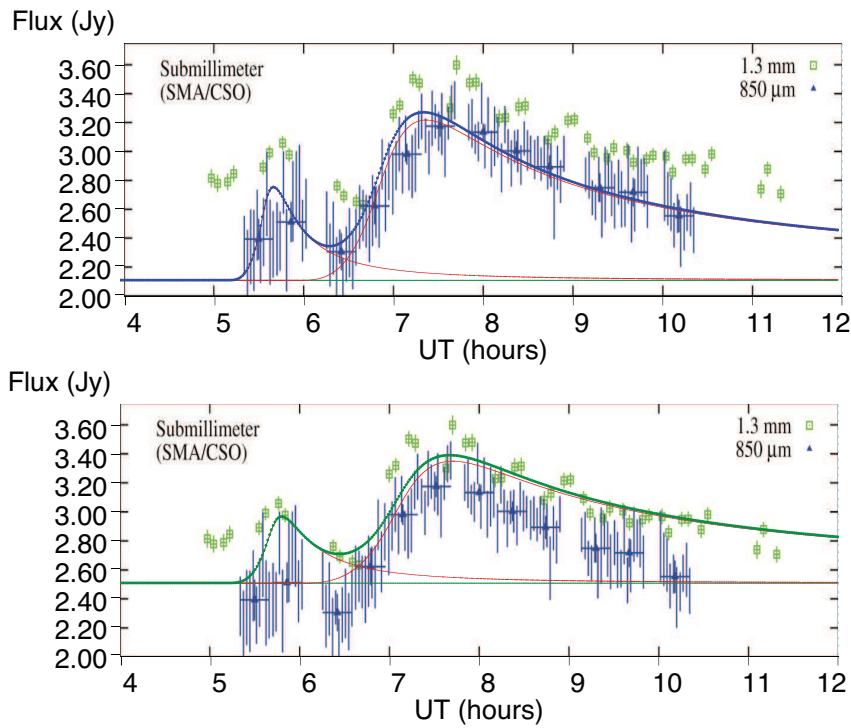 Flux (Jy)
3.60
3.40
3.20
3.00
2.80
2.60
2.40
2.20
2.00
Submillimeter
(SMA/CSO)
1.3 mm
850 μm
4 5 6 7 8 9 10 11 12
UT (hours)
Flux (Jy)
3.60
3.40
3.20
3.00
2.80
2.60
2.40
2.20
2.00
Submillimeter
(SMA/CSO)
1.3 mm
850 μm
4 5 6 7 8 9 10 11 12
UT (hours)